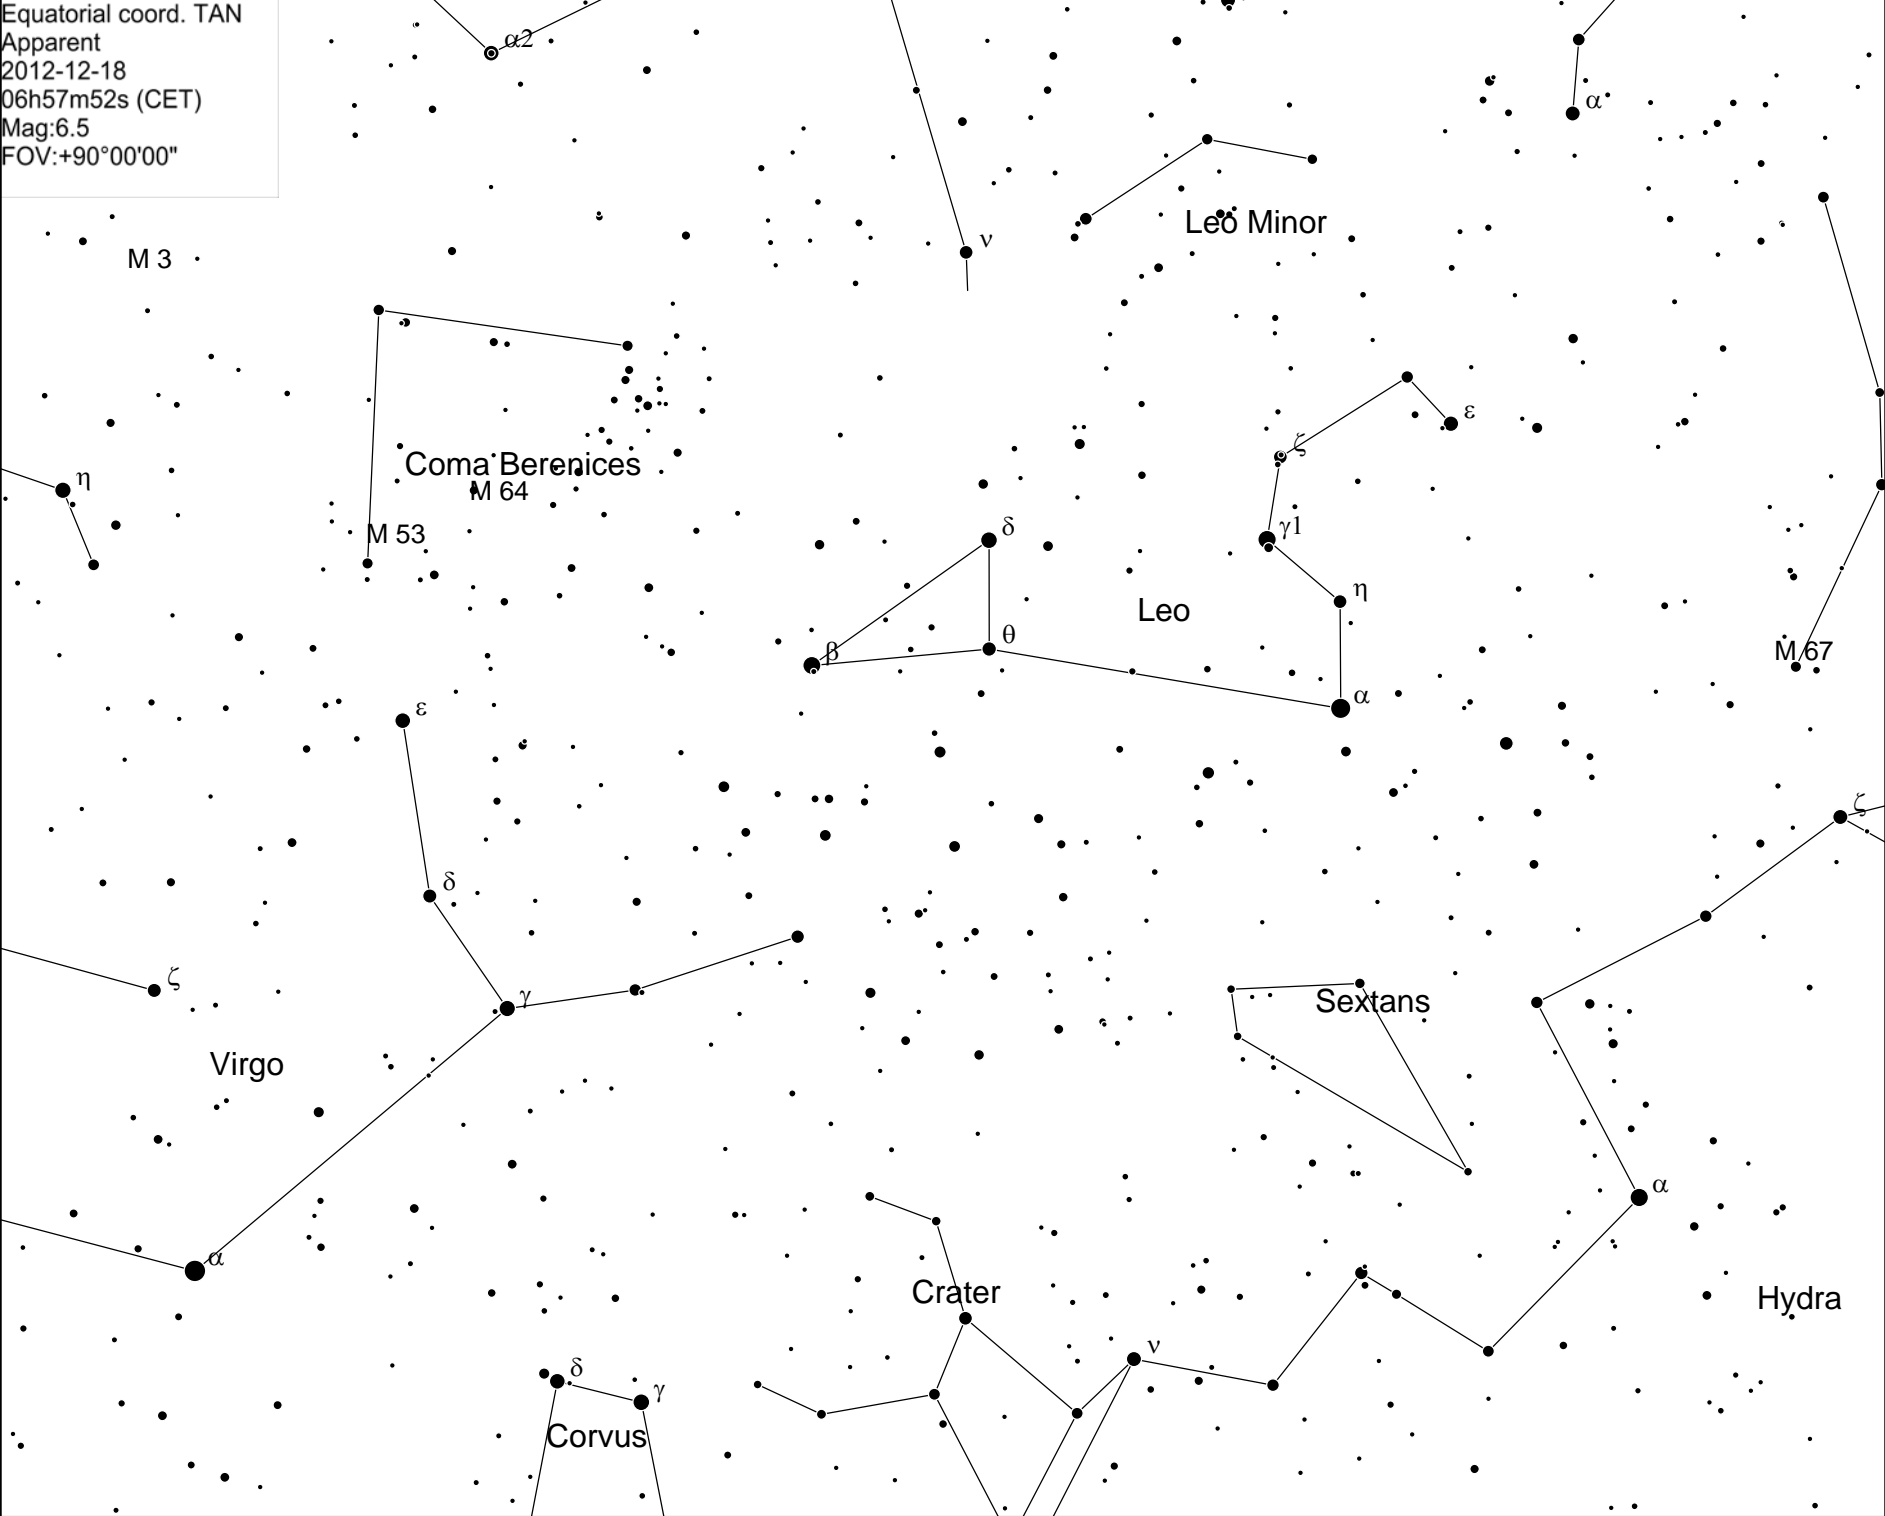 Equatorial coord. TAN
Apparent
2012-12-18
06h57m52s (CET)
Mag:6.5
FOV:+90°00'00"
α2
α
ν
Leo Minor
M 3
ε
ζ
Coma Berenices
M 64
η
M 53
δ
γ1
η
Leo
θ
β
M 67
α
ε
ζ
δ
ζ
γ
Sextans
Virgo
α
α
Crater
Hydra
ν
δ
γ
Corvus